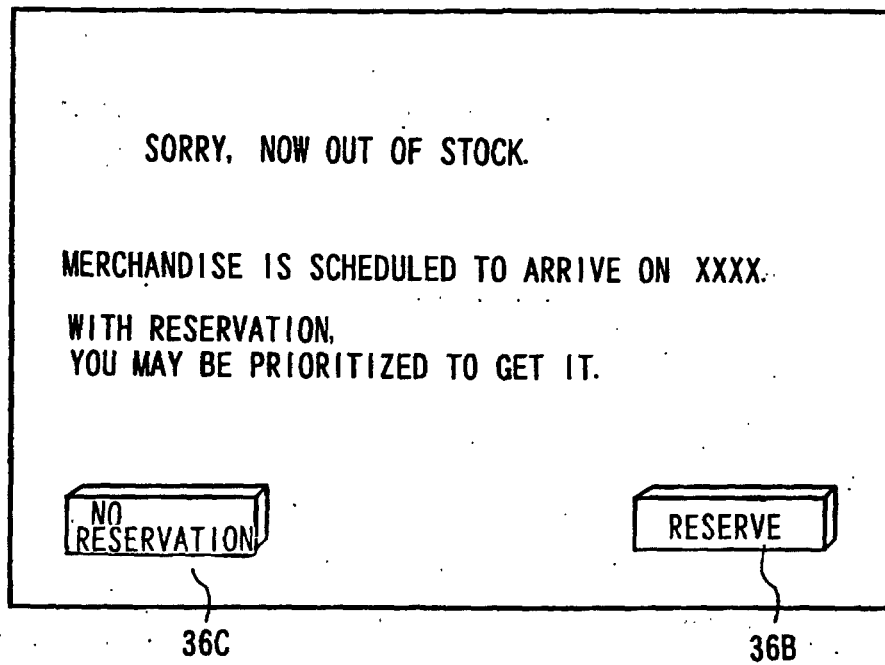 SORRY, NOW OUT OF STOCK.
MERCHANDISE IS SCHEDULED TO ARRIVE ON XXXX.
WITH RESERVATION,
YOU MAY BE PRIORITIZED TO GET IT.
NO
RESERVATION
RESERVE
36C
36B